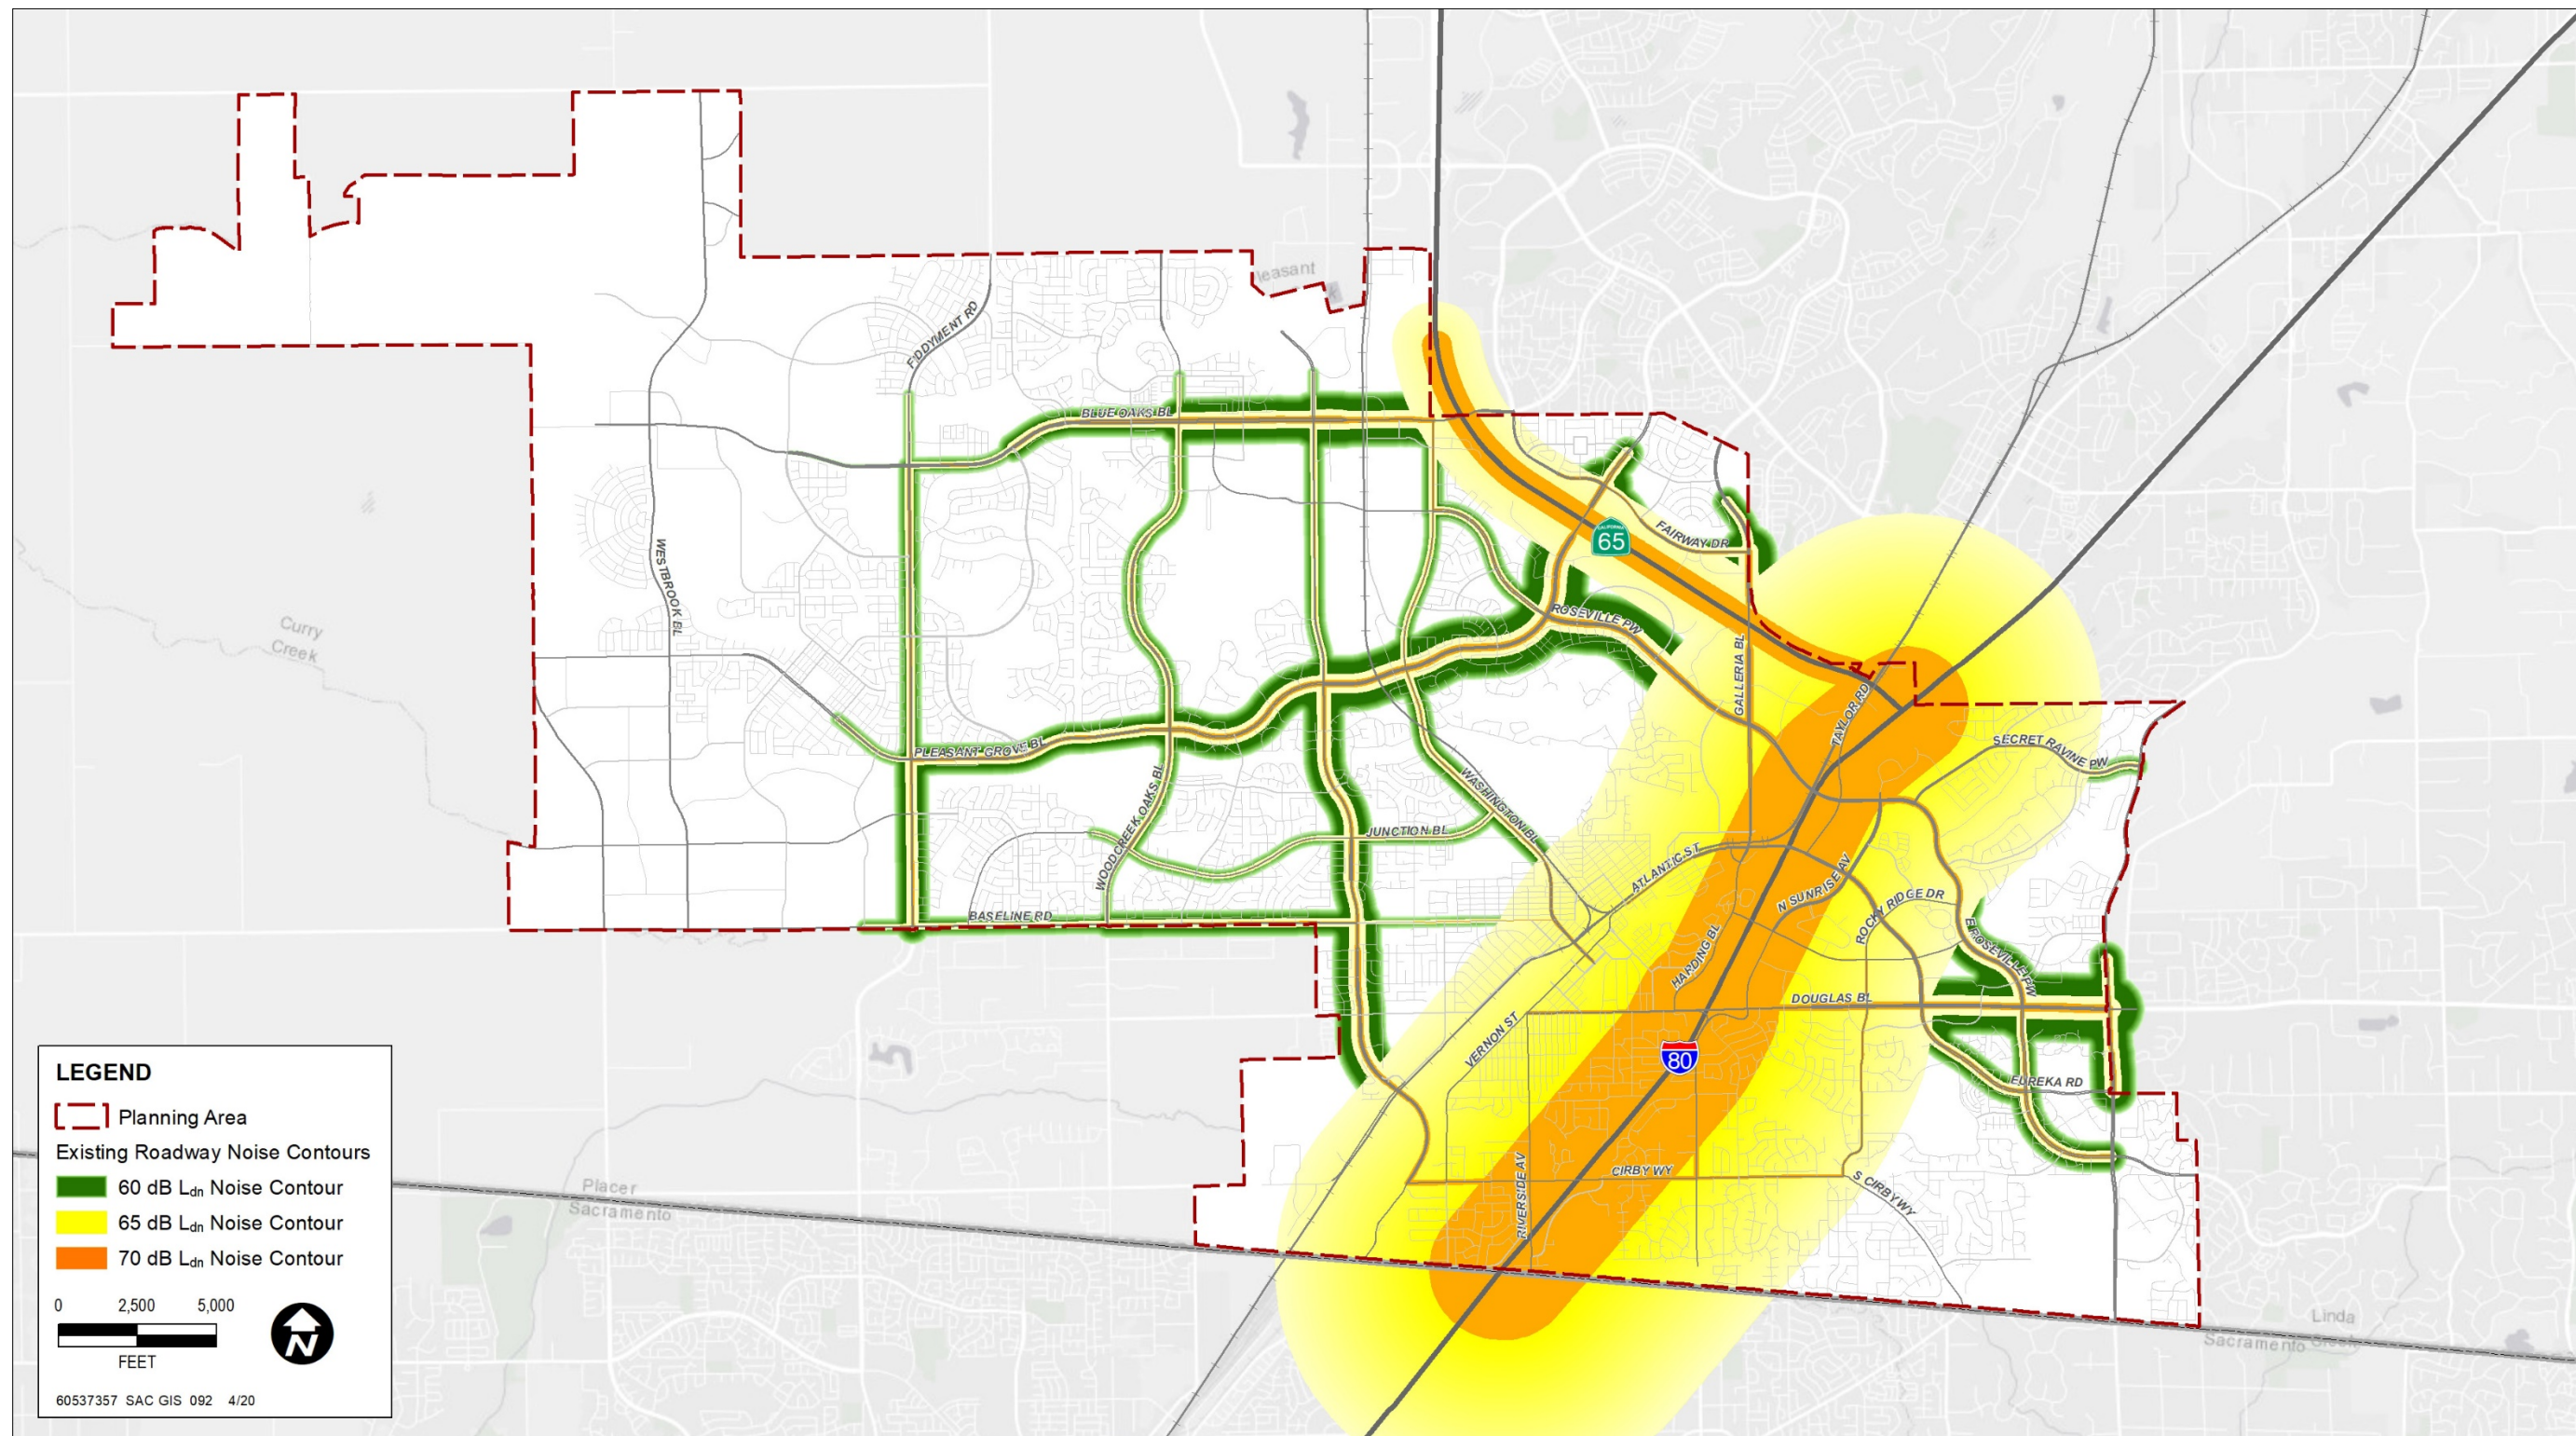 leasant
FIDDYMENT RD
BLUE OAKS BL
CALIFORNIA
65
FAIRWAY DR
WESTBROOK BL
ROSEVILLE PW
Curry
Creek
GALLERIA BL
TAYLOR RD
PLEASANT GROVE BL
SECRET RAVINE PW
WOODCREEK OAKS BL
WASHINGTON BL
JUNCTION BL
ATLANTIC ST
N SUNRISE AV
ROCKY RIDGE DR
BASELINE RD
HARDING BL
E ROSEVILLE PW
DOUGLAS BL
VERNON ST
80
EUREKA RD
RIVERSIDE AV
CIRBY WY
S CIRBY WY
Placer
Sacramento
Linda
Sacramento Creek
LEGEND
Planning Area
Existing Roadway Noise Contours
60 dB Ldn Noise Contour
65 dB Ldn Noise Contour
70 dB Ldn Noise Contour
0 2,500 5,000
FEET
N
60537357 SAC GIS 092 4/20